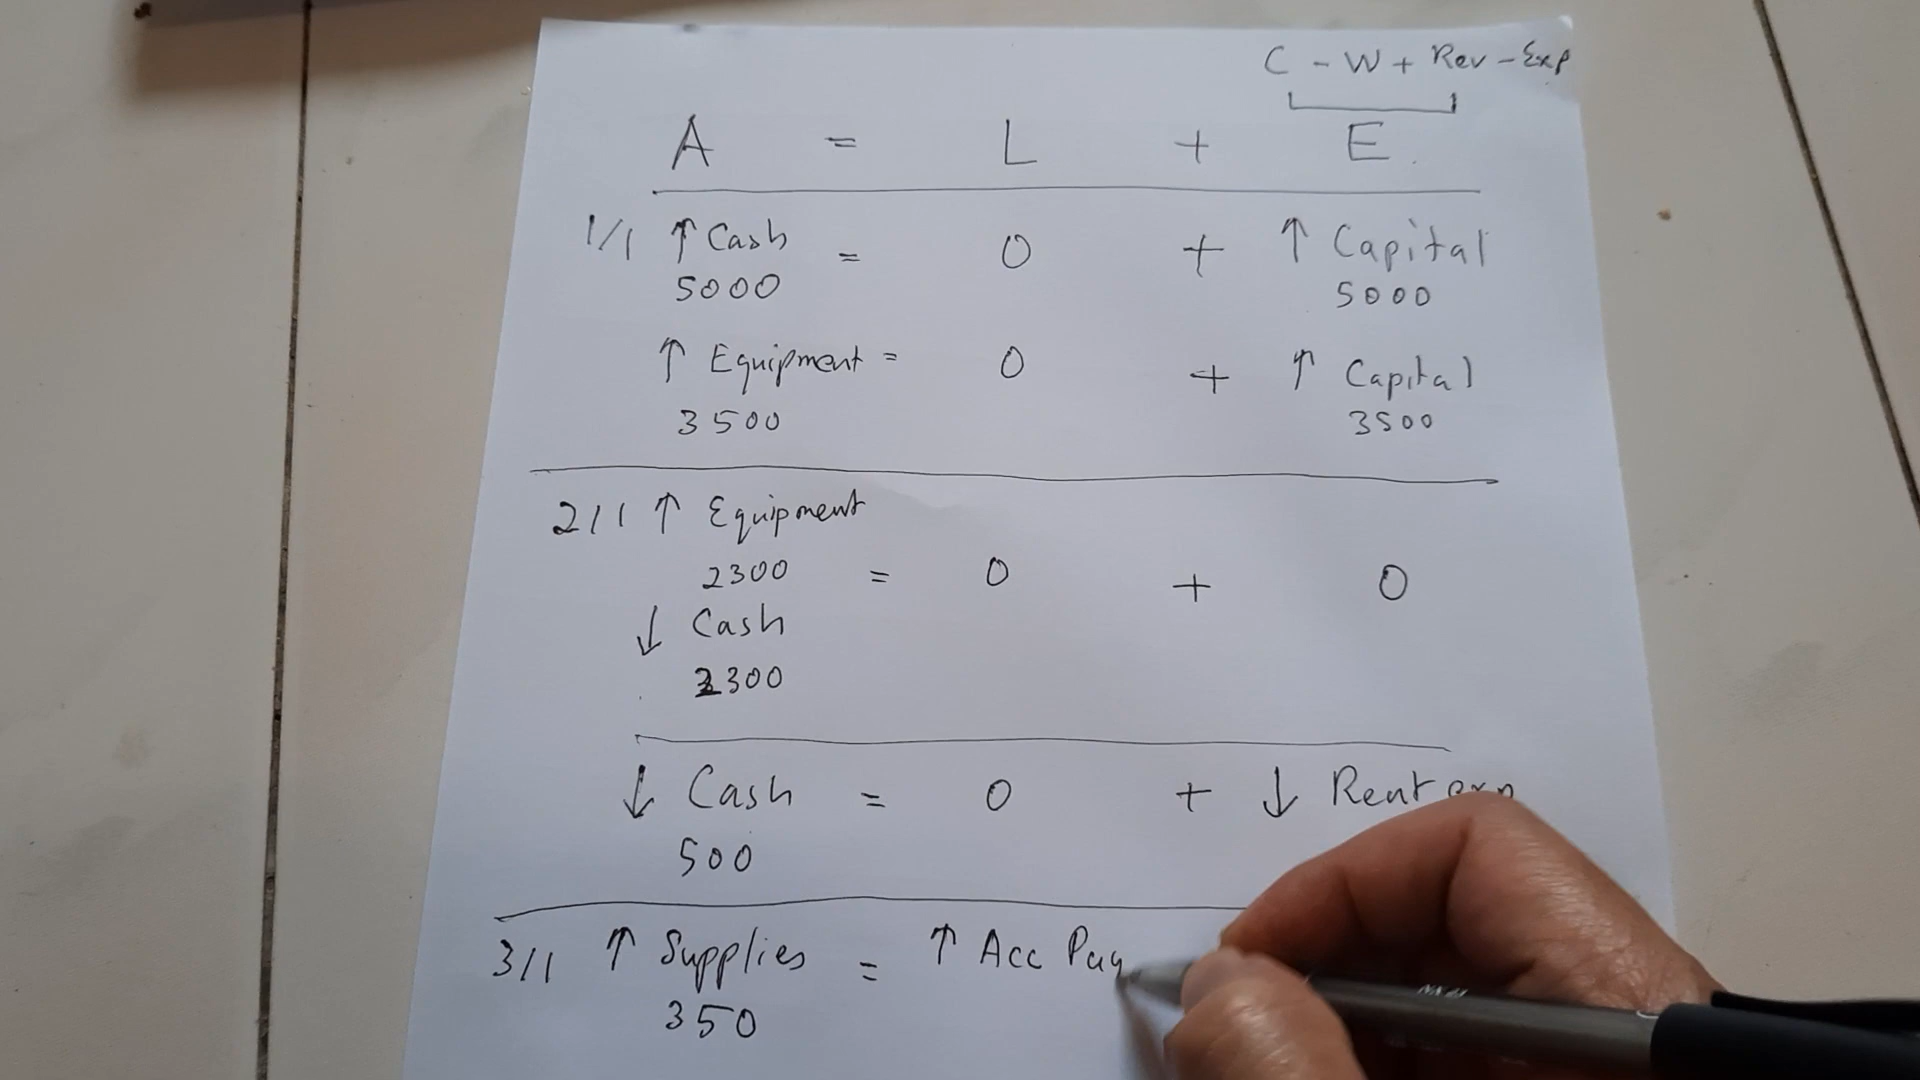 C - W + Rev - Exp
A = L + E
1/1 ↑ Cash = 0 + ↑ Capital
5000 5000
↑ Equipment = 0 + ↑ Capital
3500 3500
2/1 ↑ Equipment
2300 = 0 + 0
↓ Cash
2300
↓ Cash = 0 + ↓ Rent exp
500
3/1 ↑ Supplies = ↑ Acc Pay
350